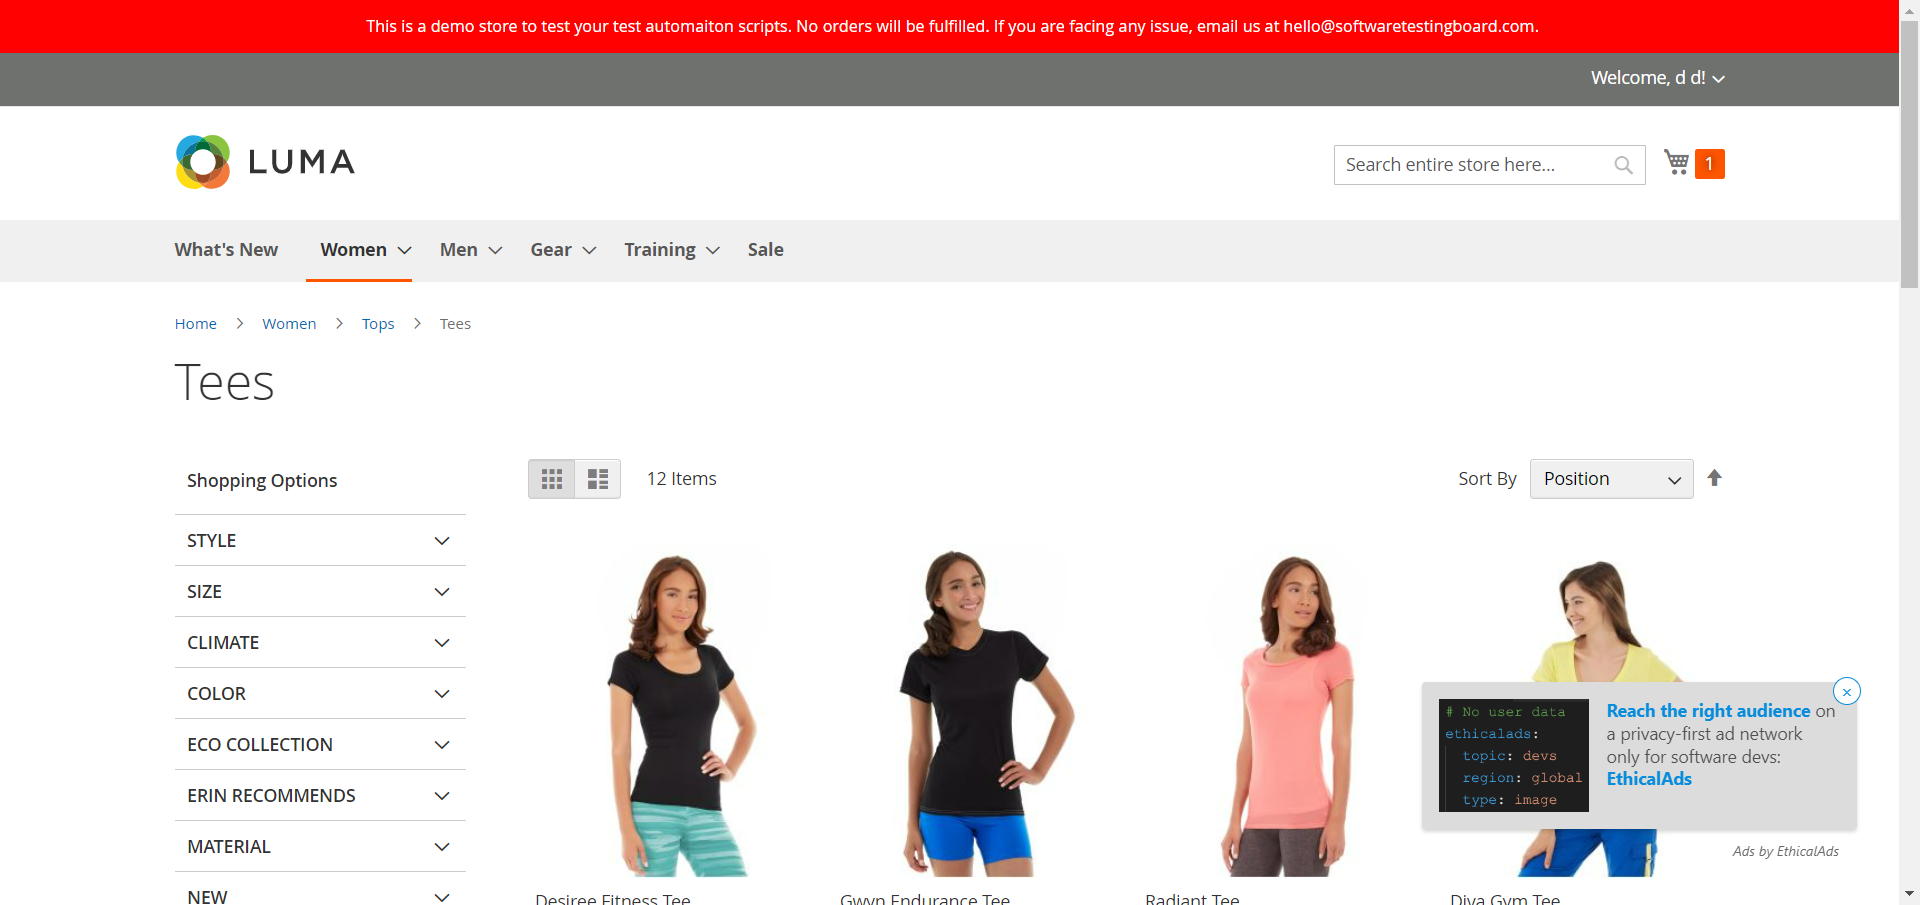 This is a demo store to test your test automaiton scripts. No orders will be fulfilled. If you are facing any issue, email us at hello@softwaretestingboard.com.
Welcome, d d!
LUMA
Search entire store here...
1
What's New
Women
Men
Gear
Training
Sale
Home
Women
Tops
Tees
Tees
Shopping Options
12 Items
Sort By
Position
STYLE
SIZE
CLIMATE
COLOR
ECO COLLECTION
ERIN RECOMMENDS
MATERIAL
NEW
# No user data
ethicalads:
topic: devs
region: global
type: image
Reach the right audience on
a privacy-first ad network
only for software devs:
EthicalAds
Ads by EthicalAds
Desiree Fitness Tee
Gwyn Endurance Tee
Radiant Tee
Diva Gym Tee